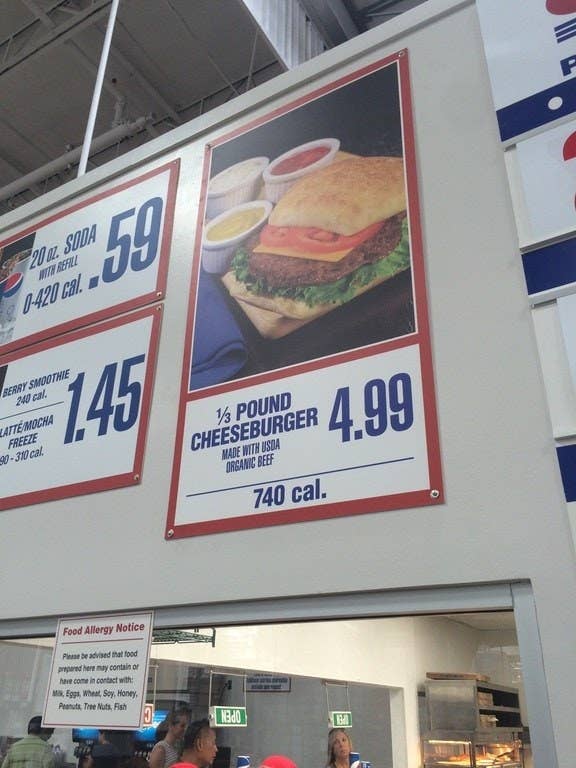 20 OZ. SODA
WITH REFILL
0-420 cal.
.59
BERRY SMOOTHIE
240 cal.
LATTÉ/MOCHA
FREEZE
90 - 310 cal.
1.45
1/3 POUND
CHEESEBURGER
MADE WITH USDA
ORGANIC BEEF
4.99
740 cal.
P
Food Allergy Notice
Please be advised that food
prepared here may contain or
have come in contact with:
Milk, Eggs, Wheat, Soy, Honey,
Peanuts, Tree Nuts, Fish
OPEN
OPEN